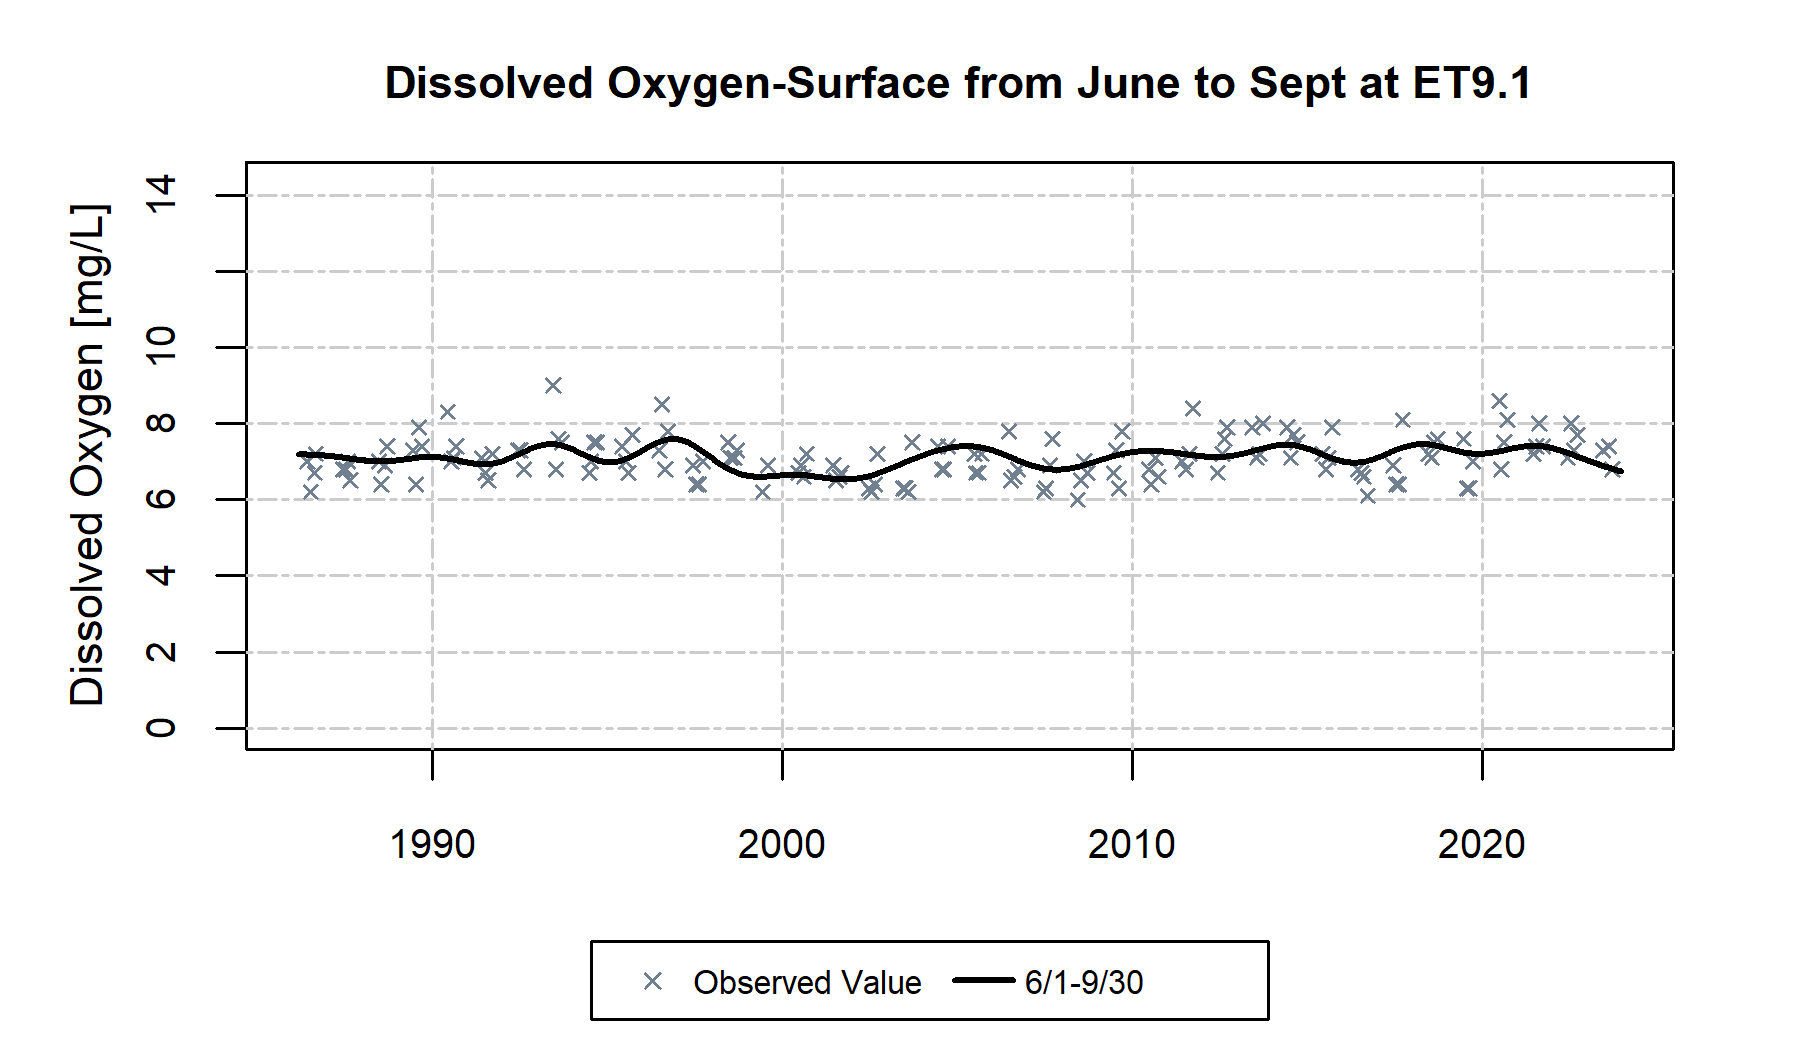 Dissolved Oxygen-Surface from June to Sept at ET9.1
Dissolved Oxygen [mg/L]
14
10
8
6
4
2
0
1990 2000 2010 2020
Observed Value 6/1-9/30